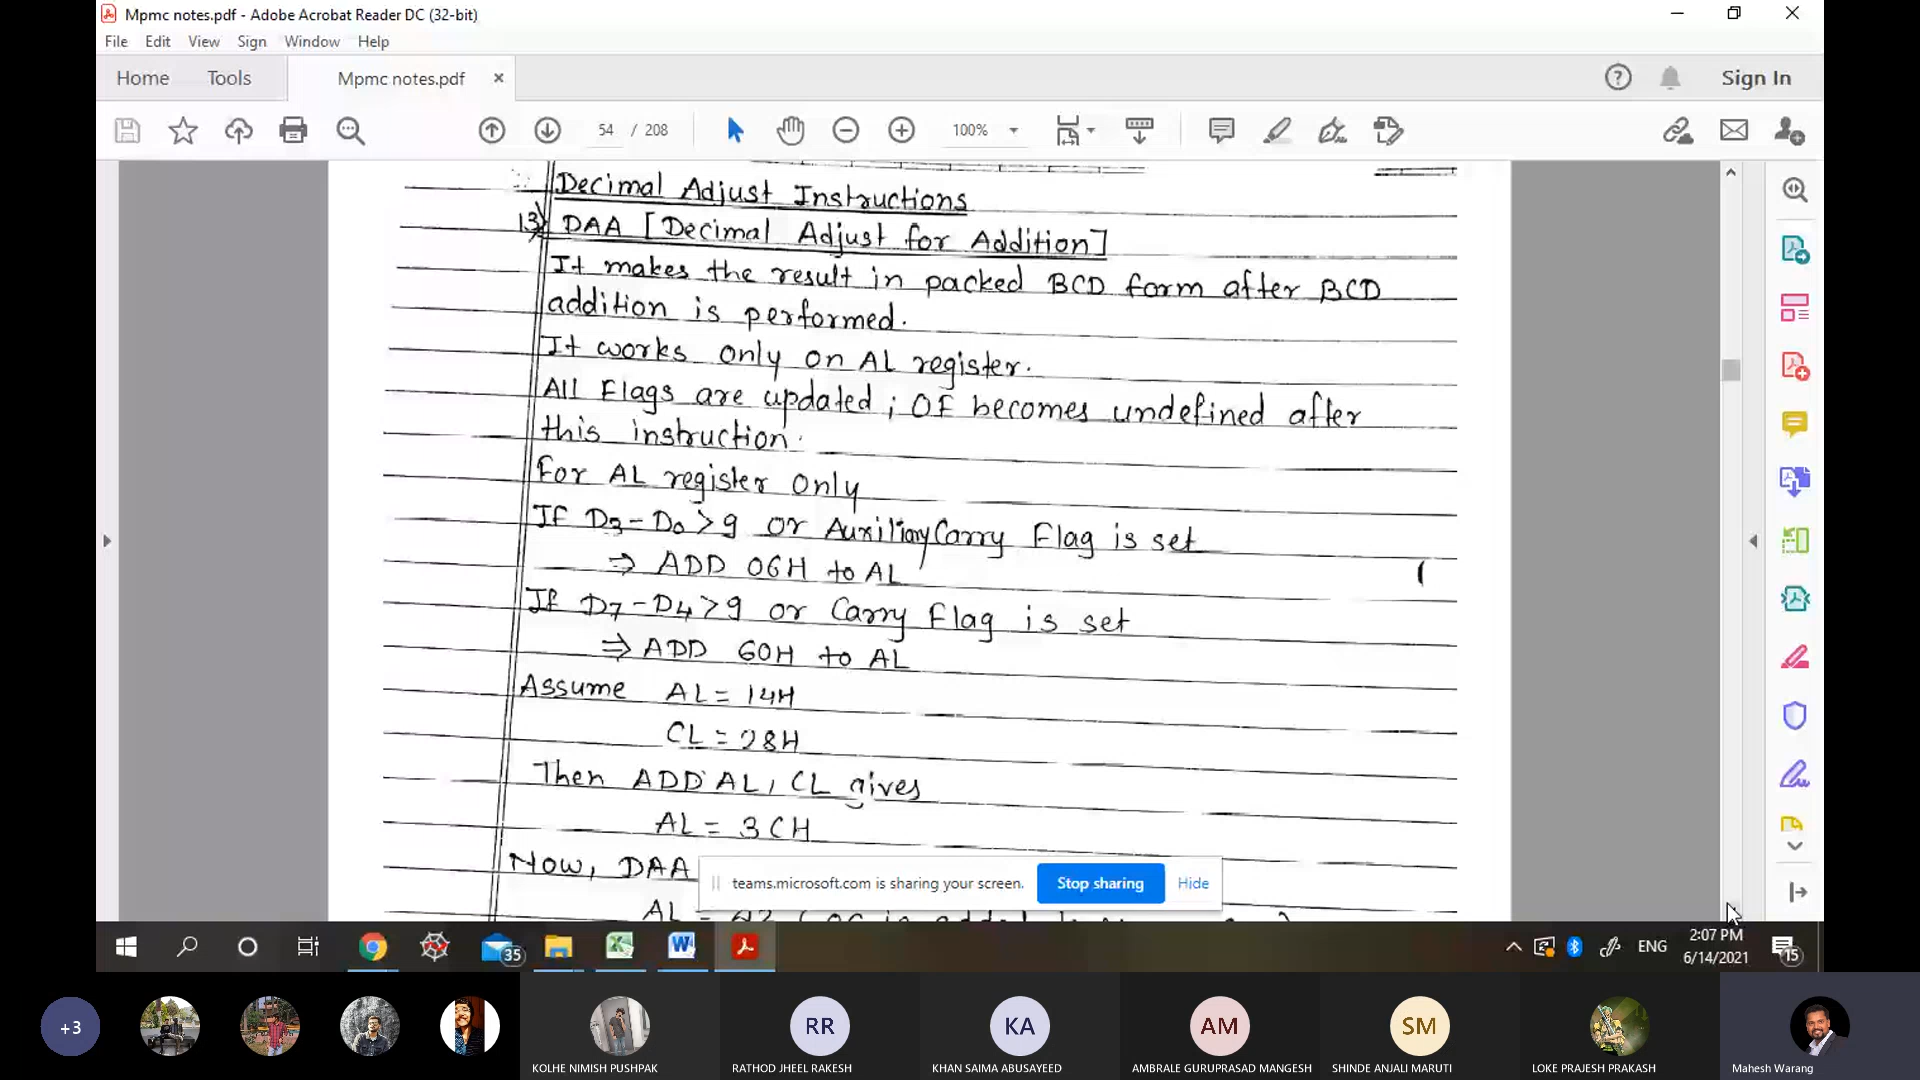 Mpmc notes.pdf - Adobe Acrobat Reader DC (32-bit)
File Edit View Sign Window Help
Home Tools Mpmc notes.pdf Sign In
54 / 208 100%
Decimal Adjust Instructions
13) DAA [Decimal Adjust for Addition]
It makes the result in packed BCD form after BCD
addition is performed.
It works only on AL register.
All Flags are updated ; OF becomes undefined after
this instruction.
For AL register Only
If D3-D0 > 9 or Auxiliary Carry Flag is set
⇒ ADD 06H to AL
If D7-D4 > 9 or Carry Flag is set
⇒ ADD 60H to AL
Assume AL = 14H
CL = 28H
Then ADD AL, CL gives
AL = 3CH
Now, DAA
AL
teams.microsoft.com is sharing your screen. Stop sharing Hide
35
ENG
2:07 PM
6/14/2021
15
+3
RR KA AM SM
KOLHE NIMISH PUSHPAK RATHOD JHEEL RAKESH KHAN SAIMA ABUSAYEED AMBRALE GURUPRASAD MANGESH SHINDE ANJALI MARUTI LOKE PRAJESH PRAKASH Mahesh Warang